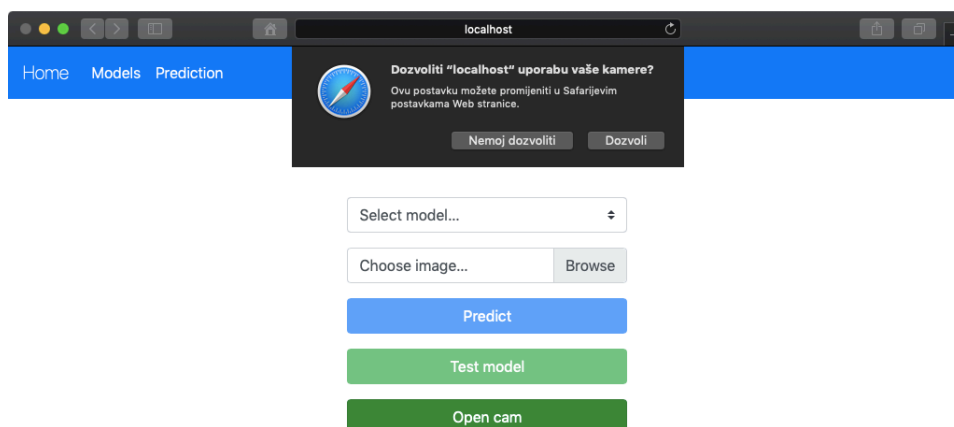 localhost
Home Models Prediction
Dozvoliti “localhost“ uporabu vaše kamere?
Ovu postavku možete promijeniti u Safarijevim
postavkama Web stranice.
Nemoj dozvoliti Dozvoli
Select model...
Choose image... Browse
Predict
Test model
Open cam